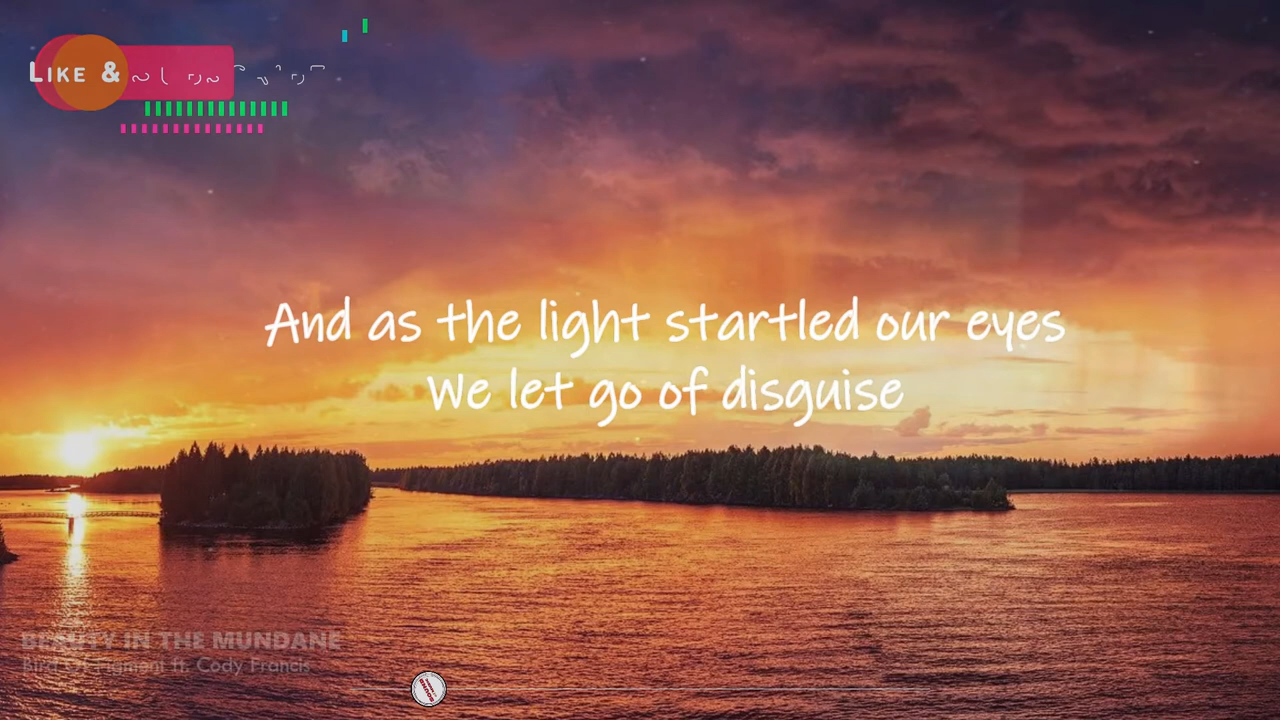 LIKE &
And as the light startled our eyes
We let go of disguise
BEAUTY IN THE MUNDANE
Bird Of Figment ft. Cody Francis